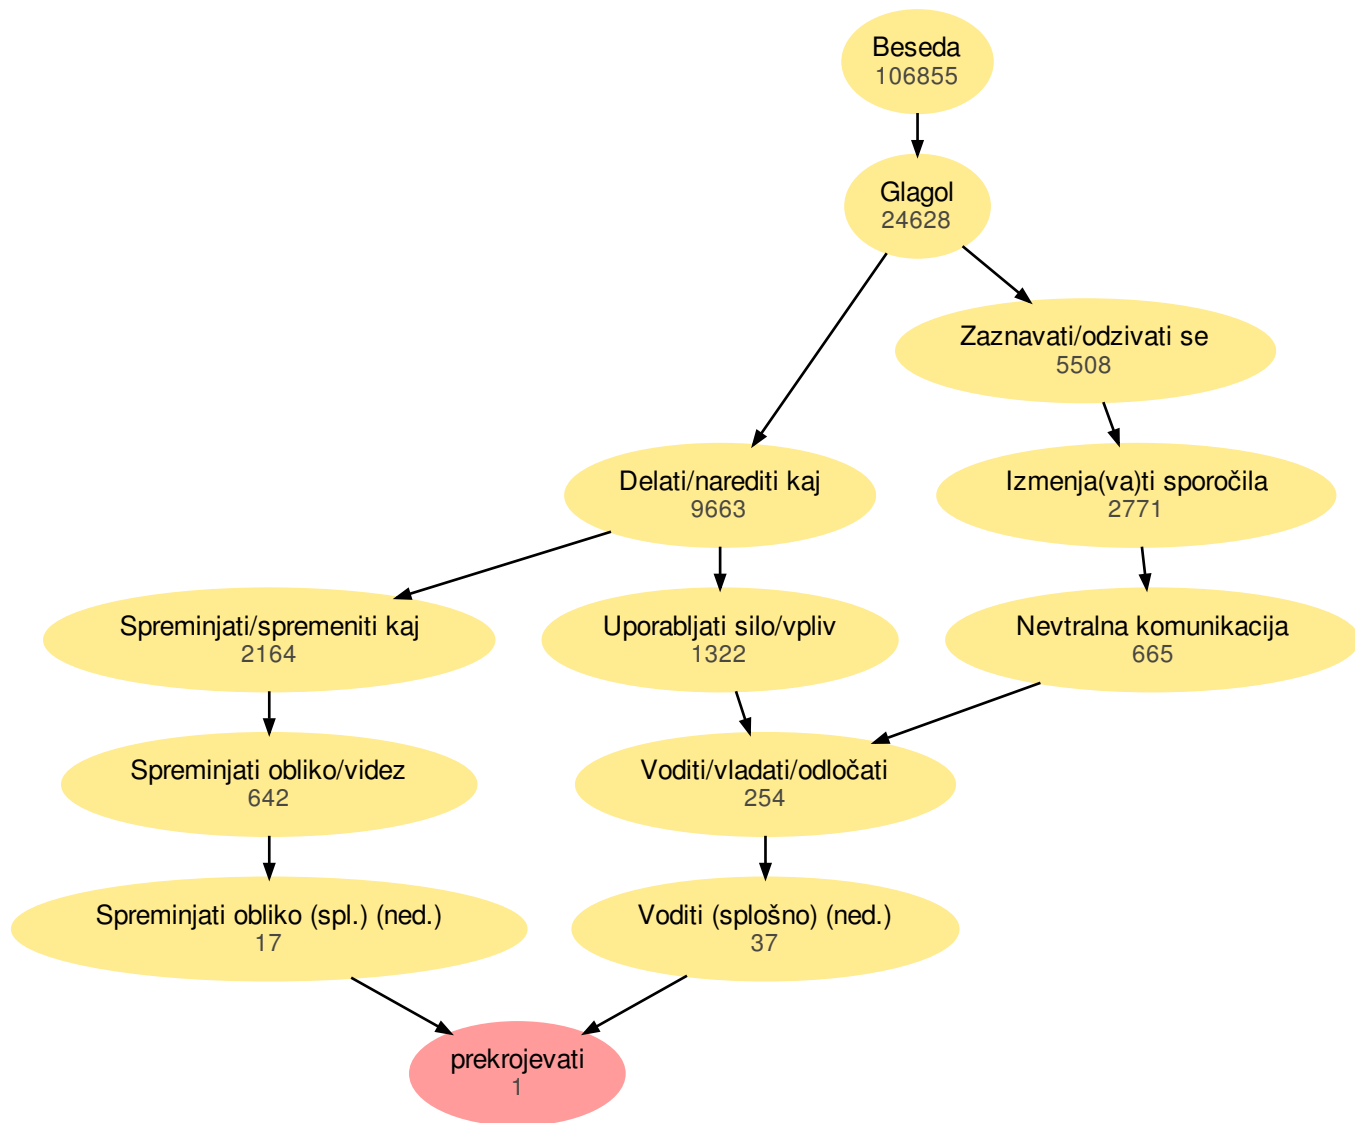 Beseda
106855
Glagol
24628
Zaznavati/odzivati se
5508
Delati/narediti kaj
9663
Izmenja(va)ti sporočila
2771
Spreminjati/spremeniti kaj
2164
Uporabljati silo/vpliv
1322
Nevtralna komunikacija
665
Spreminjati obliko/videz
642
Voditi/vladati/odločati
254
Spreminjati obliko (spl.) (ned.)
17
Voditi (splošno) (ned.)
37
prekrojevati
1